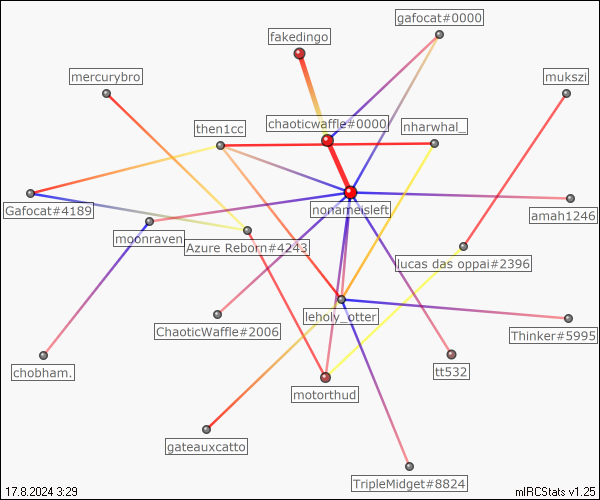 gafocat#0000
fakedingo
mercurybro
mukszi
chaoticwaffle#0000
then1cc
nharwhal_
Gafocat#4189
nonameisleft
amah1246
moonraven
Azure Reborn#4243
lucas das oppai#2396
ChaoticWaffle#2006
leholy_otter
Thinker#5995
chobham.
tt532
motorthud
gateauxcatto
TripleMidget#8824
17.8.2024 3:29
mIRCStats v1.25